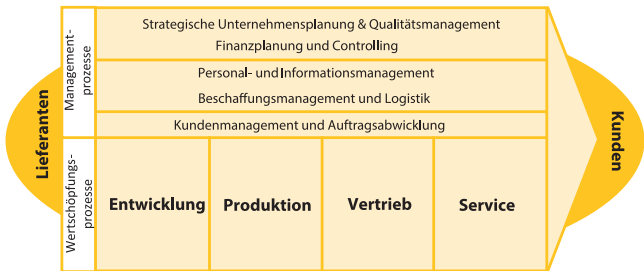 Lieferanten
Management-
prozesse
Strategische Unternehmensplanung & Qualitätsmanagement
Finanzplanung und Controlling
Personal- und Informationsmanagement
Beschaffungsmanagement und Logistik
Kundenmanagement und Auftragsabwicklung
Wertschöpfungs-
prozesse
Entwicklung
Produktion
Vertrieb
Service
Kunden